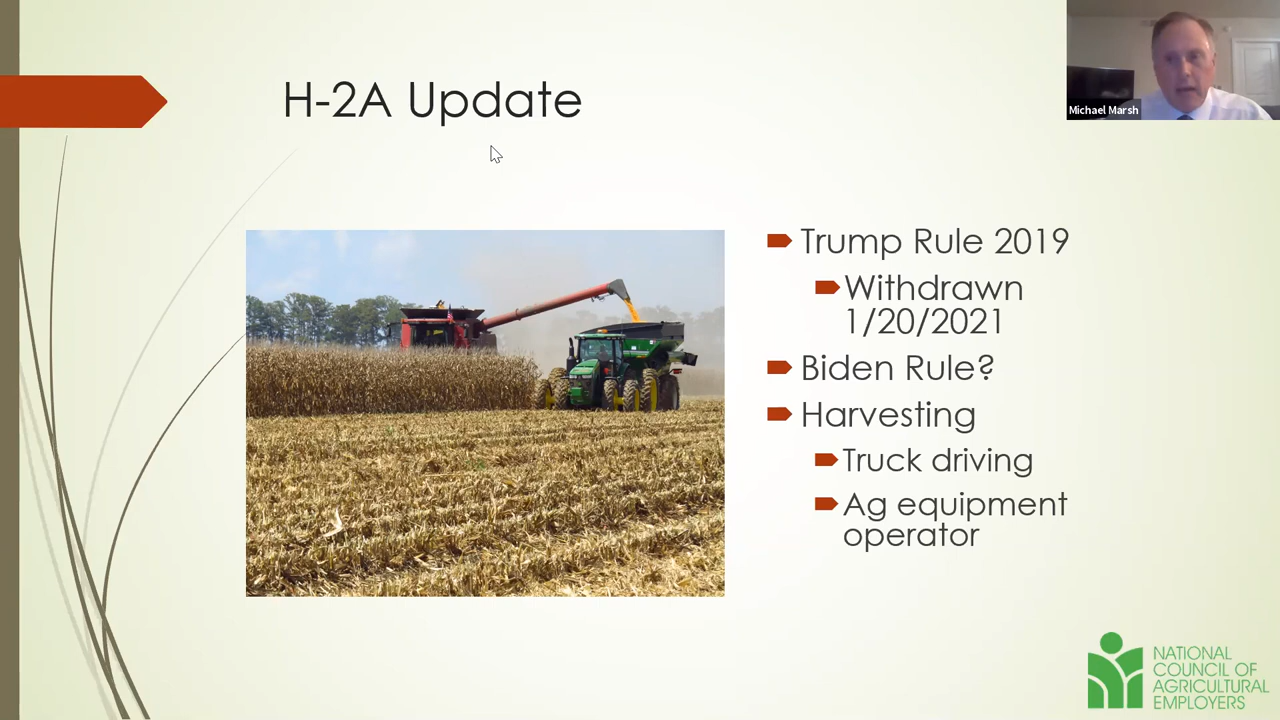 H-2A Update
Michael Marsh
Trump Rule 2019
Withdrawn
1/20/2021
Biden Rule?
Harvesting
Truck driving
Ag equipment
operator
NATIONAL
COUNCIL OF
AGRICULTURAL
EMPLOYERS